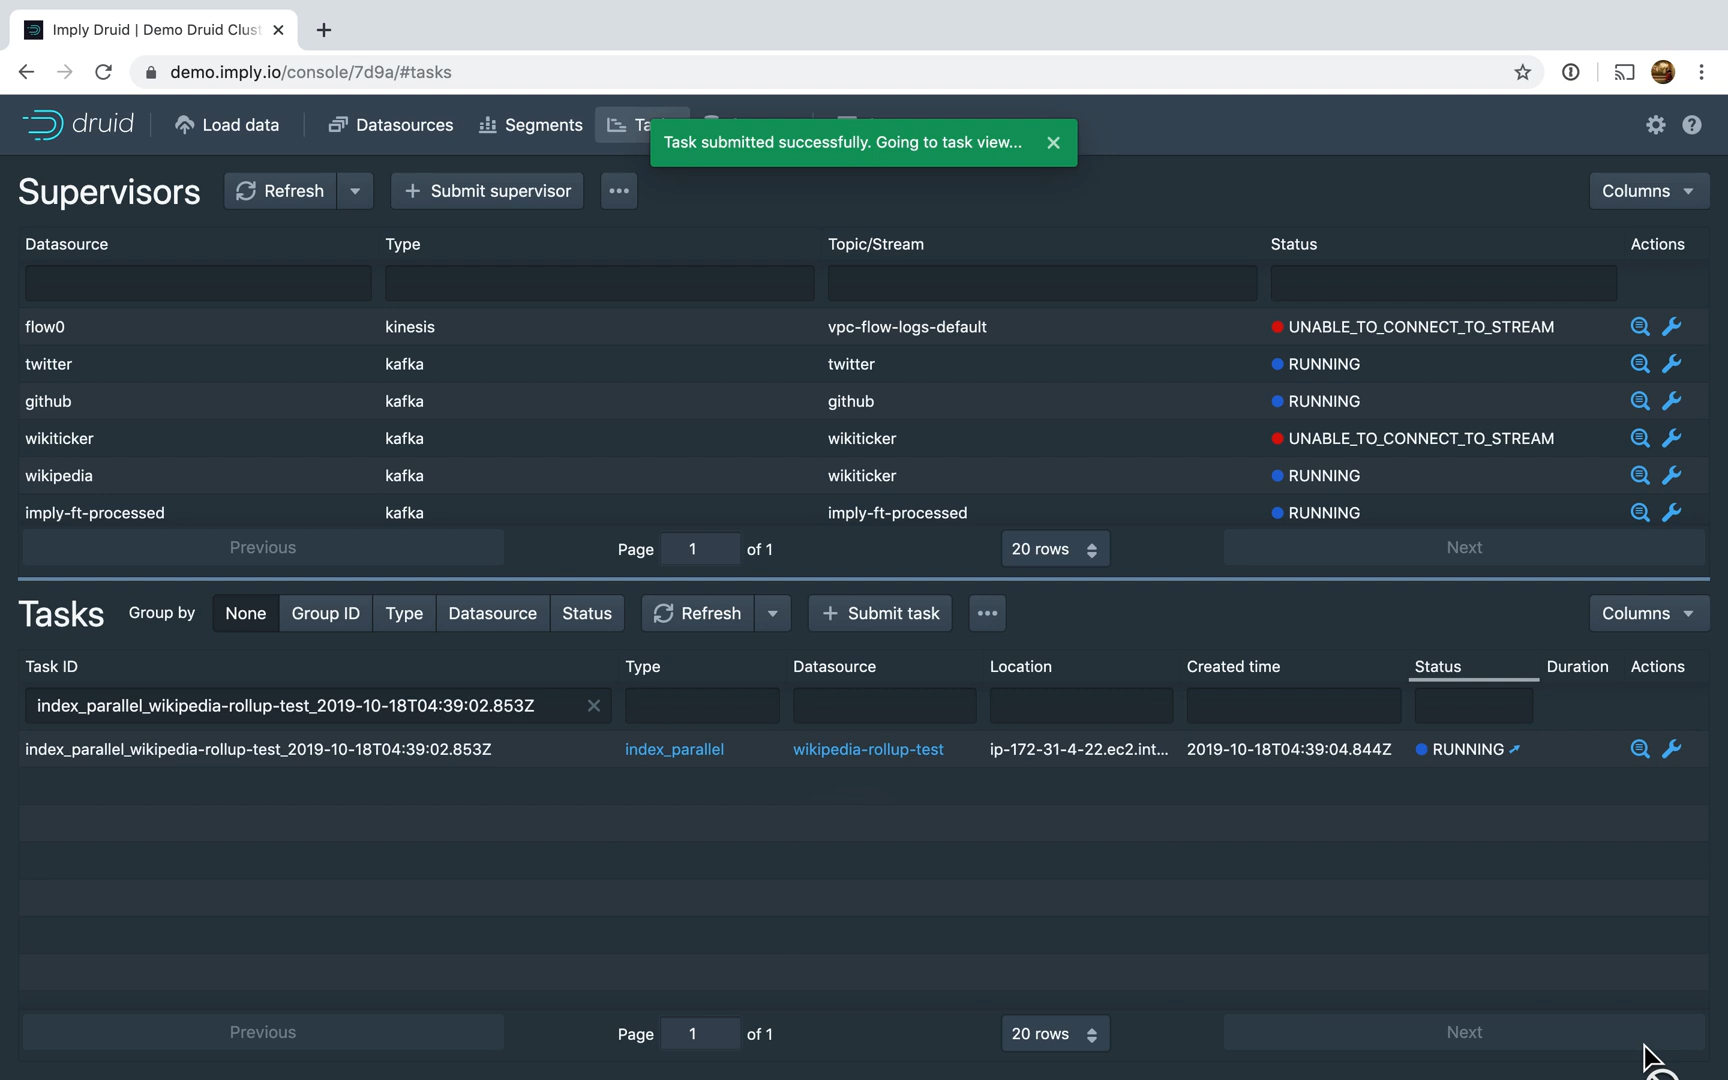 Imply Druid | Demo Druid Clust
demo.imply.io/console/7d9a/#tasks
druid Load data Datasources Segments
Task submitted successfully. Going to task view...
Supervisors Refresh Submit supervisor Columns
Datasource Type Topic/Stream Status Actions
flow0 kinesis vpc-flow-logs-default UNABLE_TO_CONNECT_TO_STREAM
twitter kafka twitter RUNNING
github kafka github RUNNING
wikiticker kafka wikiticker UNABLE_TO_CONNECT_TO_STREAM
wikipedia kafka wikiticker RUNNING
imply-ft-processed kafka imply-ft-processed RUNNING
Previous Page 1 of 1 20 rows Next
Tasks Group by None Group ID Type Datasource Status Refresh Submit task Columns
Task ID Type Datasource Location Created time Status Duration Actions
index_parallel_wikipedia-rollup-test_2019-10-18T04:39:02.853Z
index_parallel_wikipedia-rollup-test_2019-10-18T04:39:02.853Z index_parallel wikipedia-rollup-test ip-172-31-4-22.ec2.int... 2019-10-18T04:39:04.844Z RUNNING
Previous Page 1 of 1 20 rows Next